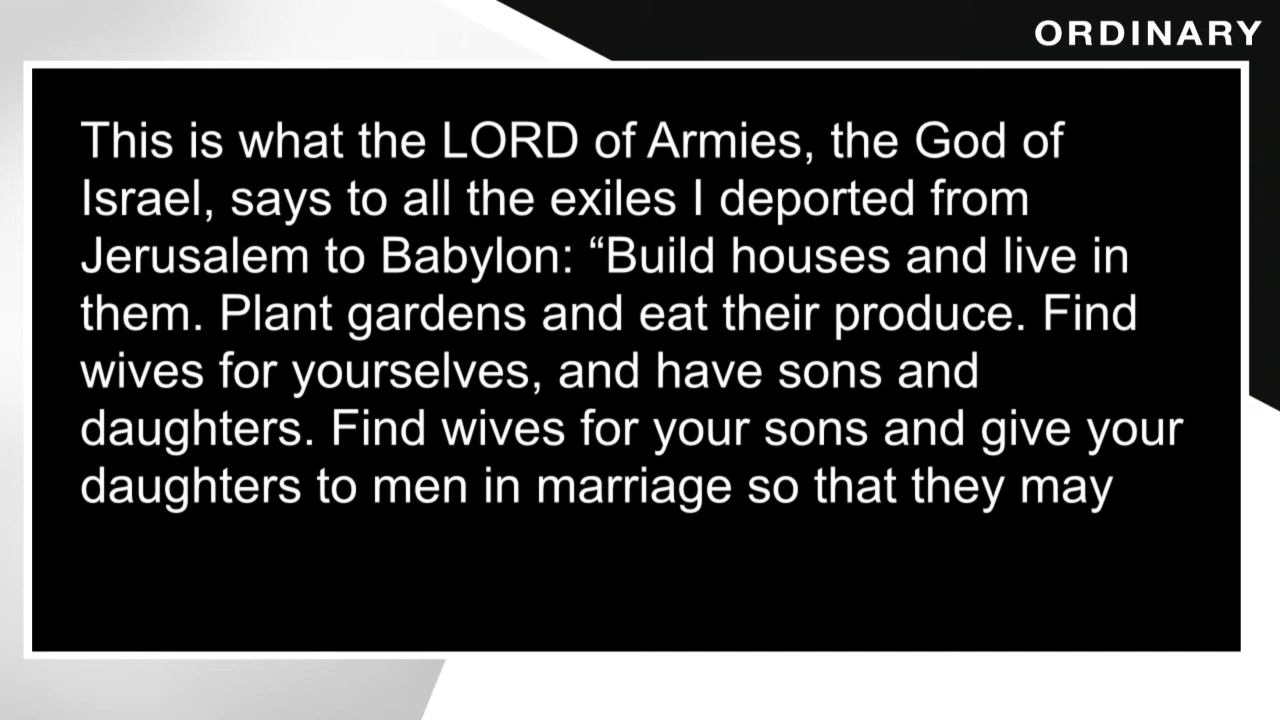 ORDINARY
This is what the LORD of Armies, the God of
Israel, says to all the exiles I deported from
Jerusalem to Babylon: “Build houses and live in
them. Plant gardens and eat their produce. Find
wives for yourselves, and have sons and
daughters. Find wives for your sons and give your
daughters to men in marriage so that they may